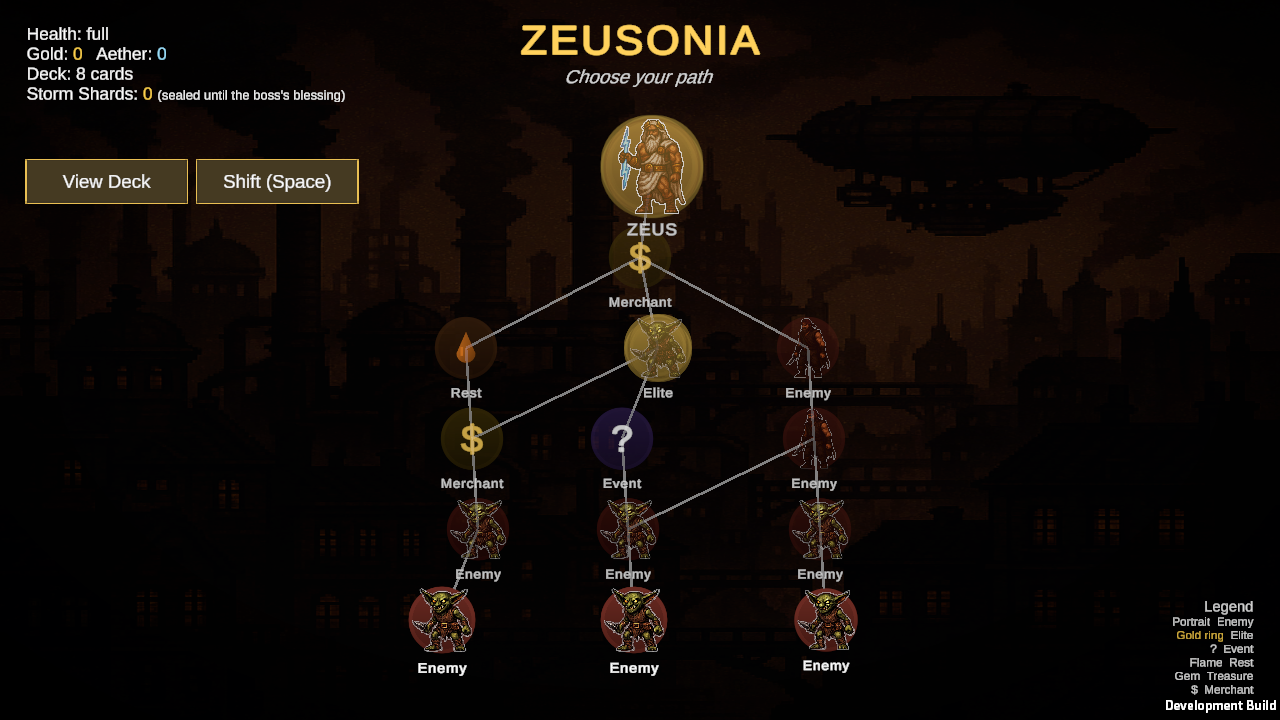 Health: full
Gold: 0 Aether: 0
Deck: 8 cards
Storm Shards: 0 (sealed until the boss's blessing)
ZEUSONIA
Choose your path
View Deck
Shift (Space)
ZEUS
$
Merchant
Rest
Elite
Enemy
$
?
Merchant
Event
Enemy
Enemy
Enemy
Enemy
Enemy
Enemy
Enemy
Legend
Portrait Enemy
Gold ring Elite
? Event
Flame Rest
Gem Treasure
$ Merchant
Development Build